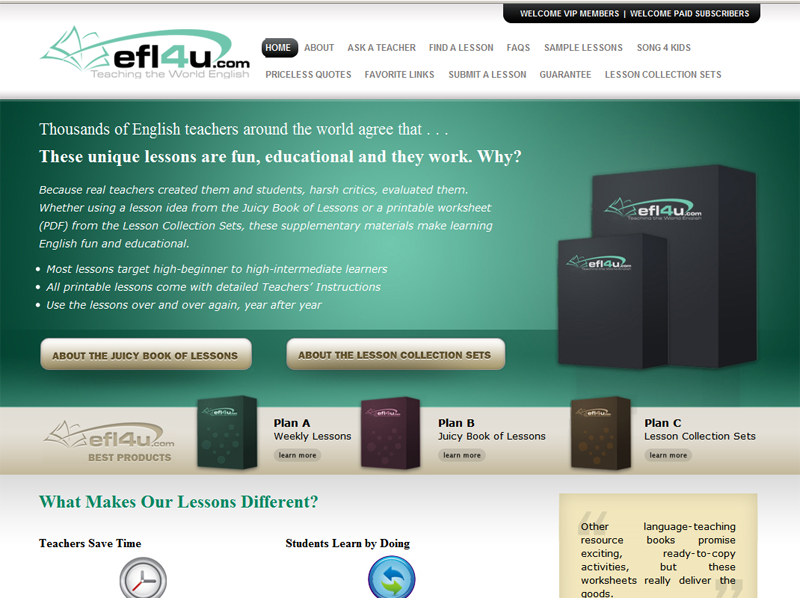 WELCOME VIP MEMBERS | WELCOME PAID SUBSCRIBERS
efl4u.com
Teaching the World English
HOME ABOUT ASK A TEACHER FIND A LESSON FAQS SAMPLE LESSONS SONG 4 KIDS
PRICELESS QUOTES FAVORITE LINKS SUBMIT A LESSON GUARANTEE LESSON COLLECTION SETS
Thousands of English teachers around the world agree that . . .
These unique lessons are fun, educational and they work. Why?
Because real teachers created them and students, harsh critics, evaluated them.
Whether using a lesson idea from the Juicy Book of Lessons or a printable worksheet
(PDF) from the Lesson Collection Sets, these supplementary materials make learning
English fun and educational.
• Most lessons target high-beginner to high-intermediate learners
• All printable lessons come with detailed Teachers' Instructions
• Use the lessons over and over again, year after year
efl4u.com
Teaching the World English
efl4u.com
Teaching the World English
ABOUT THE JUICY BOOK OF LESSONS
ABOUT THE LESSON COLLECTION SETS
efl4u.com
BEST PRODUCTS
efl4u.com
Plan A
Weekly Lessons
learn more
efl4u.com
Plan B
Juicy Book of Lessons
learn more
efl4u.com
Plan C
Lesson Collection Sets
learn more
What Makes Our Lessons Different?
Teachers Save Time
Students Learn by Doing
“
Other language-teaching
resource books promise
exciting, ready-to-copy
activities, but these
worksheets really deliver the
goods.
”